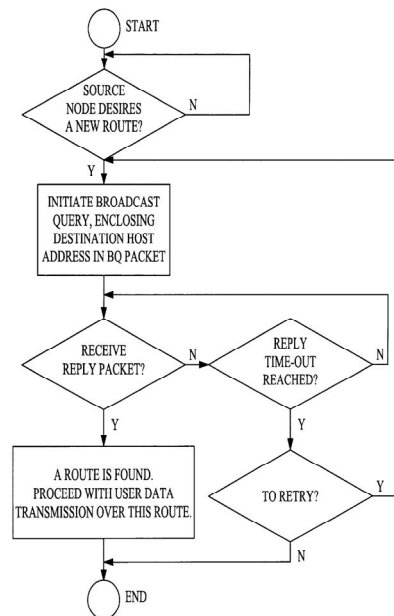 START
SOURCE
NODE DESIRES
A NEW ROUTE?
N
Y
INITIATE BROADCAST
QUERY, ENCLOSING
DESTINATION HOST
ADDRESS IN BQ PACKET
RECEIVE
REPLY PACKET?
N
REPLY
TIME-OUT
REACHED?
N
Y
Y
A ROUTE IS FOUND.
PROCEED WITH USER DATA
TRANSMISSION OVER THIS ROUTE.
TO RETRY?
Y
N
END